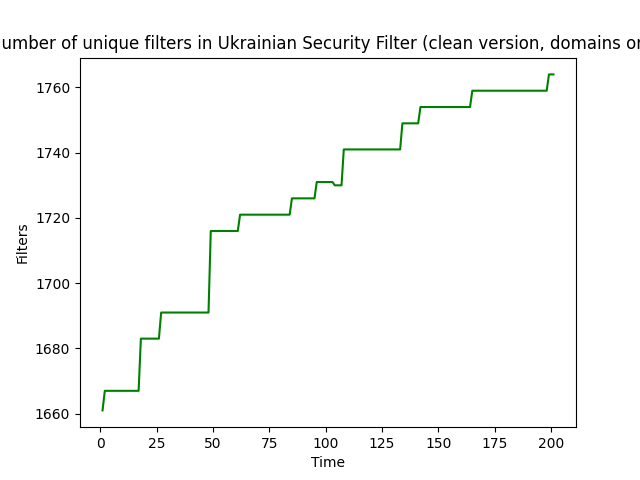 umber of unique filters in Ukrainian Security Filter (clean version, domains or
1760
1740
1720
1700
1680
1660
Filters
0 25 50 75 100 125 150 175 200
Time